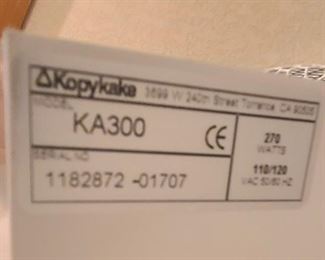 Kopykake 3699 W 240th Street Torrance, CA 90505
MODEL
KA300
CE
270
WATTS
SERIAL NO
110/120
VAC 50/60 HZ
1182872 -01707